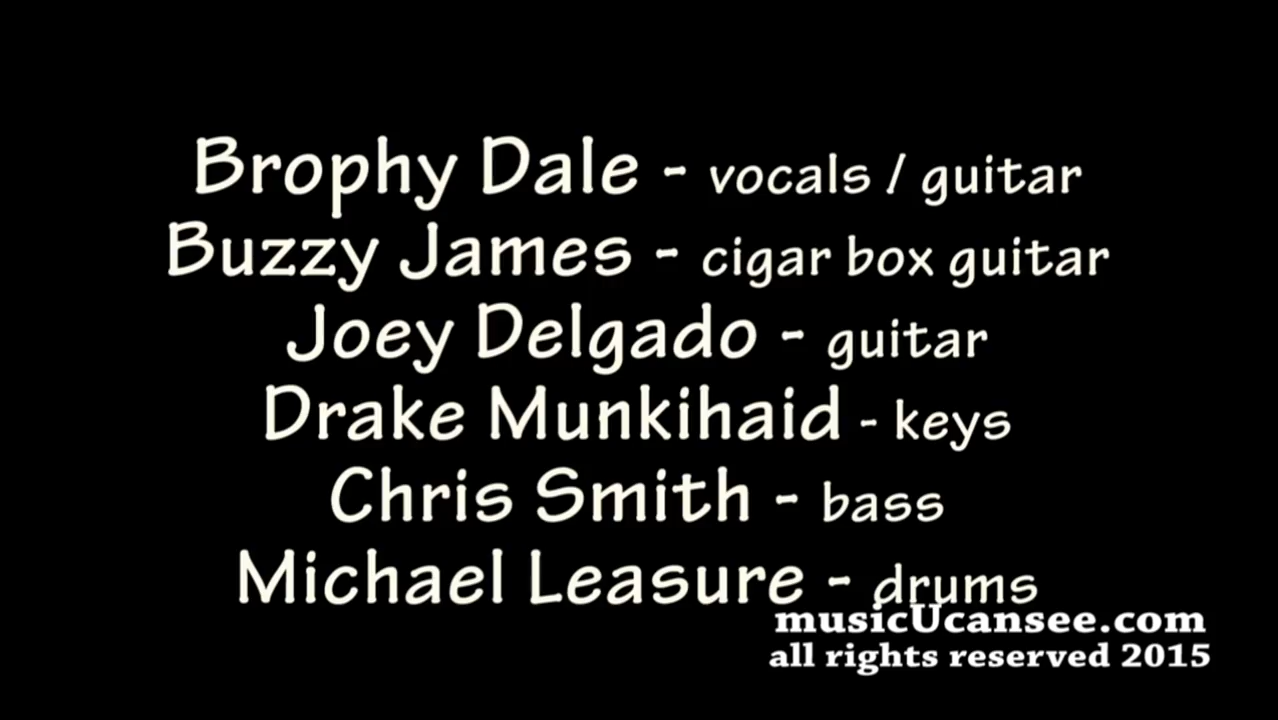 Brophy Dale - vocals / guitar
Buzzy James - cigar box guitar
Joey Delgado - guitar
Drake Munkihaid - keys
Chris Smith - bass
Michael Leasure - drums
musicUcansee.com
all rights reserved 2015